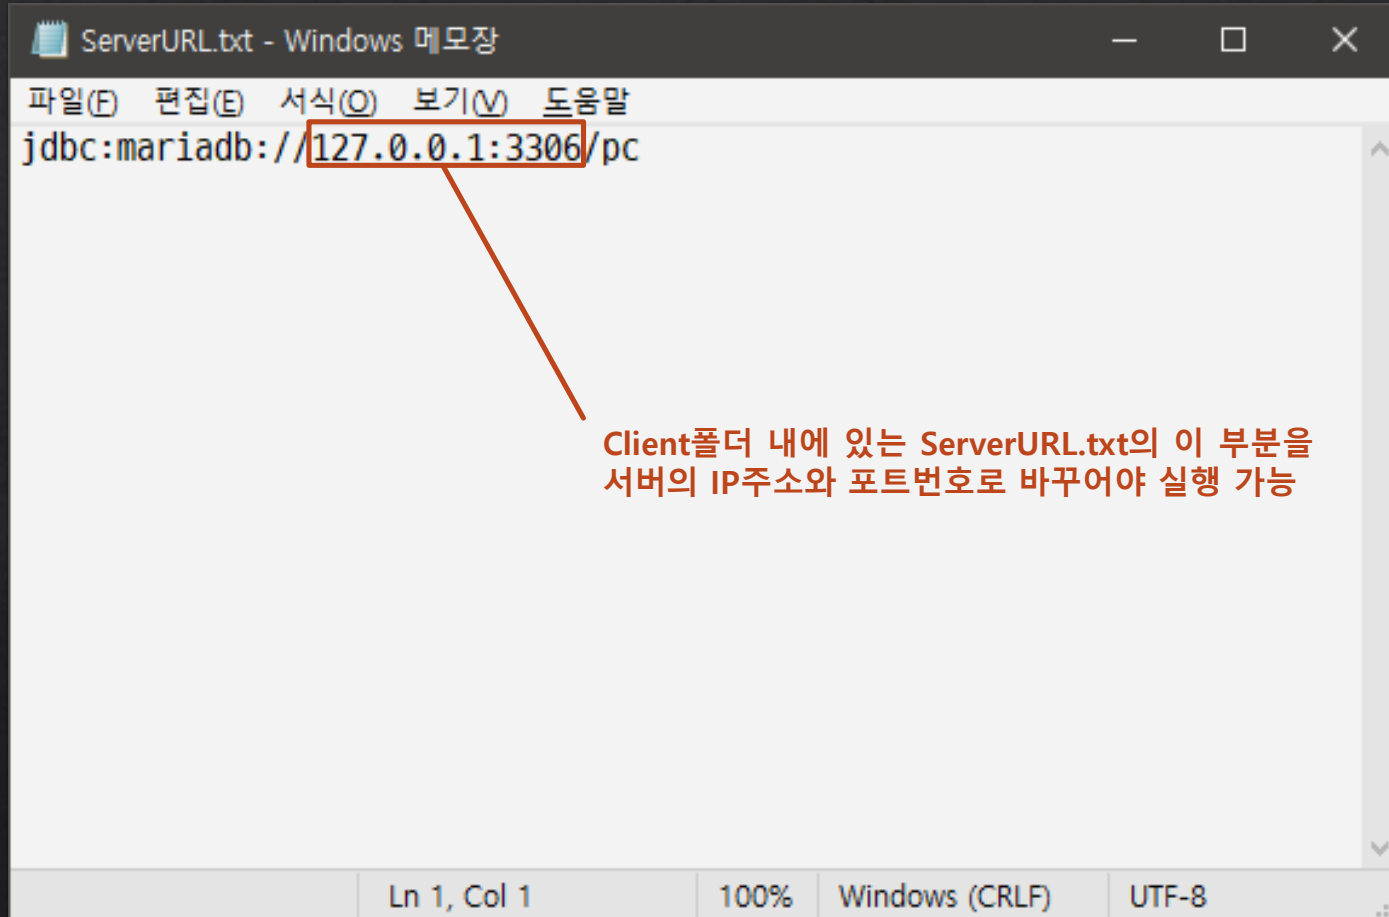 ServerURL.txt - Windows 메모장
파일(F) 편집(E) 서식(O) 보기(V) 도움말
jdbc:mariadb://127.0.0.1:3306/pc
Client폴더 내에 있는 ServerURL.txt의 이 부분을
서버의 IP주소와 포트번호로 바꾸어야 실행 가능
Ln 1, Col 1 100% Windows (CRLF) UTF-8